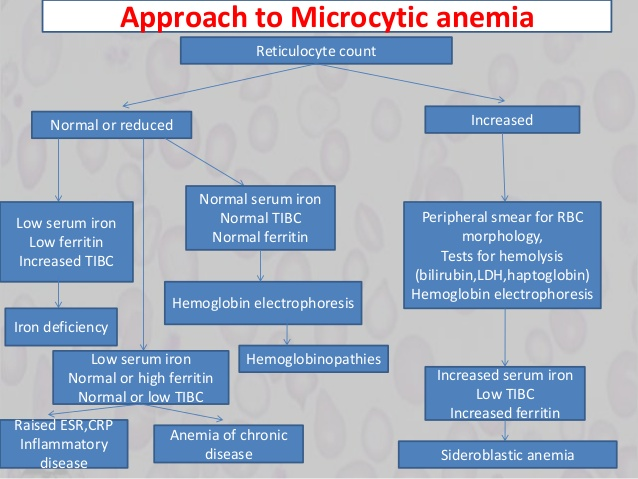 Approach to Microcytic anemia
Reticulocyte count
Normal or reduced
Increased
Low serum iron
Low ferritin
Increased TIBC
Normal serum iron
Normal TIBC
Normal ferritin
Peripheral smear for RBC
morphology,
Tests for hemolysis
(bilirubin,LDH,haptoglobin)
Hemoglobin electrophoresis
Iron deficiency
Hemoglobin electrophoresis
Low serum iron
Normal or high ferritin
Normal or low TIBC
Hemoglobinopathies
Increased serum iron
Low TIBC
Increased ferritin
Raised ESR,CRP
Inflammatory
disease
Anemia of chronic
disease
Sideroblastic anemia